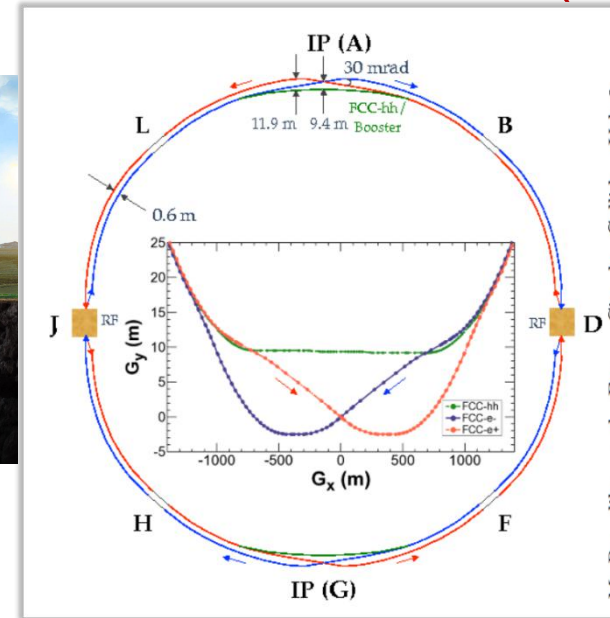 IP (A)
30 mrad
11.9 m
9.4 m
FCC-hh /
Booster
L
B
0.6 m
J
RF
RF
D
25
20
15
10
5
0
-5
Gy (m)
-1000
-500
0
500
1000
Gx (m)
FCC-hh
FCC-e-
FCC-e+
H
F
IP (G)